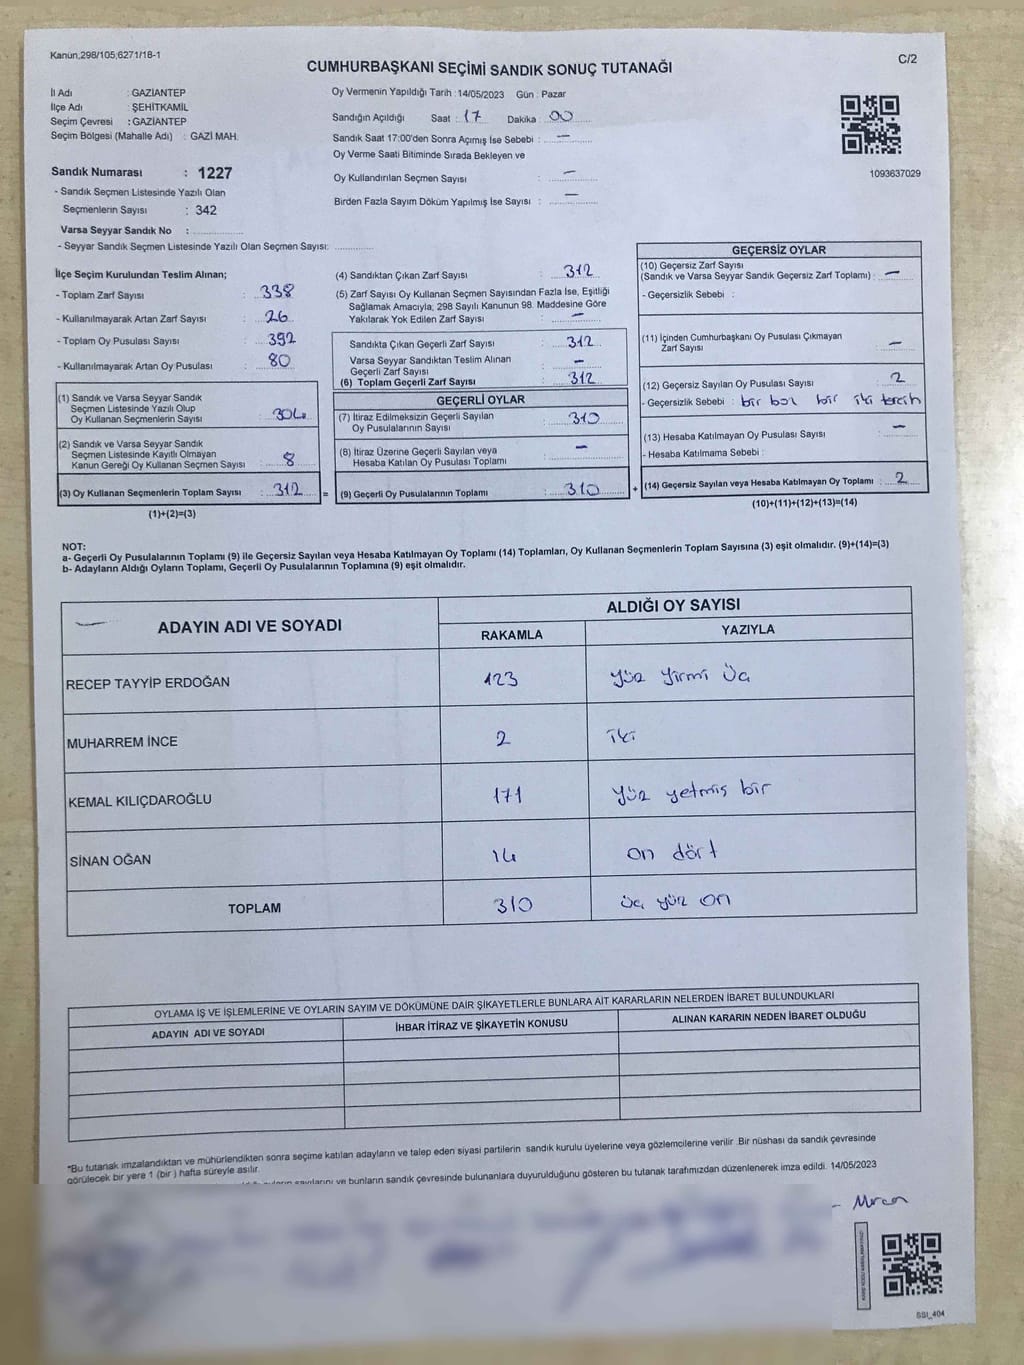 Kanun,298/105,6271/18-1
C/2
CUMHURBAŞKANI SEÇİMİ SANDIK SONUÇ TUTANAĞI
İl Adı : GAZİANTEP
İlçe Adı : ŞEHİTKAMİL
Seçim Çevresi : GAZİANTEP
Seçim Bölgesi (Mahalle Adı) : GAZİ MAH.
Sandık Numarası : 1227
- Sandık Seçmen Listesinde Yazılı Olan
Seçmenlerin Sayısı : 342
Varsa Seyyar Sandık No :
- Seyyar Sandık Seçmen Listesinde Yazılı Olan Seçmen Sayısı:
Oy Vermenin Yapıldığı Tarih :14/05/2023 Gün : Pazar
Sandığın Açıldığı Saat : 17 Dakika : 00
Sandık Saat 17:00'den Sonra Açmış İse Sebebi : —
Oy Verme Saati Bitiminde Sırada Bekleyen ve
Oy Kullandırılan Seçmen Sayısı : —
Birden Fazla Sayım Döküm Yapılmış İse Sayısı : —
1093637029
İlçe Seçim Kurulundan Teslim Alınan;
- Toplam Zarf Sayısı : 338
- Kullanılmayarak Artan Zarf Sayısı : 26
- Toplam Oy Pusulası Sayısı : 392
- Kullanılmayarak Artan Oy Pusulası : 80
(1) Sandık ve Varsa Seyyar Sandık
Seçmen Listesinde Yazılı Olup
Oy Kullanan Seçmenlerin Sayısı : 304
(2) Sandık ve Varsa Seyyar Sandık
Seçmen Listesinde Kayıtlı Olmayan
Kanun Gereği Oy Kullanan Seçmen Sayısı : 8
(3) Oy Kullanan Seçmenlerin Toplam Sayısı : 312 =
(1)+(2)=(3)
(4) Sandıktan Çıkan Zarf Sayısı : 312
(5) Zarf Sayısı Oy Kullanan Seçmen Sayısından Fazla İse, Eşitliği
Sağlamak Amacıyla, 298 Sayılı Kanunun 98. Maddesine Göre
Yakılarak Yok Edilen Zarf Sayısı : —
Sandıkta Çıkan Geçerli Zarf Sayısı : 312
Varsa Seyyar Sandıktan Teslim Alınan
Geçerli Zarf Sayısı : —
(6) Toplam Geçerli Zarf Sayısı : 312
GEÇERLİ OYLAR
(7) İtiraz Edilmeksizin Geçerli Sayılan
Oy Pusulalarının Sayısı : 310
(8) İtiraz Üzerine Geçerli Sayılan veya
Hesaba Katılan Oy Pusulası Toplamı : —
(9) Geçerli Oy Pusulalarının Toplamı : 310 +
GEÇERSİZ OYLAR
(10) Geçersiz Zarf Sayısı
(Sandık ve Varsa Seyyar Sandık Geçersiz Zarf Toplamı) : —
- Geçersizlik Sebebi :
(11) İçinden Cumhurbaşkanı Oy Pusulası Çıkmayan
Zarf Sayısı : —
(12) Geçersiz Sayılan Oy Pusulası Sayısı : 2
- Geçersizlik Sebebi : bir boş bir iki tercih
(13) Hesaba Katılmayan Oy Pusulası Sayısı : —
- Hesaba Katılmama Sebebi :
(14) Geçersiz Sayılan veya Hesaba Katılmayan Oy Toplamı : 2
(10)+(11)+(12)+(13)=(14)
NOT:
a- Geçerli Oy Pusulalarının Toplamı (9) ile Geçersiz Sayılan veya Hesaba Katılmayan Oy Toplamı (14) Toplamları, Oy Kullanan Seçmenlerin Toplam Sayısına (3) eşit olmalıdır. (9)+(14)=(3)
b- Adayların Aldığı Oyların Toplamı, Geçerli Oy Pusulalarının Toplamına (9) eşit olmalıdır.
ADAYIN ADI VE SOYADI
ALDIĞI OY SAYISI
RAKAMLA YAZIYLA
RECEP TAYYİP ERDOĞAN 123 yüz yirmi üç
MUHARREM İNCE 2 iki
KEMAL KILIÇDAROĞLU 171 yüz yetmiş bir
SİNAN OĞAN 14 on dört
TOPLAM 310 üç yüz on
OYLAMA İŞ VE İŞLEMLERİNE VE OYLARIN SAYIM VE DÖKÜMÜNE DAİR ŞİKAYETLERLE BUNLARA AİT KARARLARIN NELERDEN İBARET BULUNDUKLARI
ADAYIN ADI VE SOYADI İHBAR İTİRAZ VE ŞİKAYETİN KONUSU ALINAN KARARIN NEDEN İBARET OLDUĞU
*Bu tutanak imzalandıktan ve mühürlendikten sonra seçime katılan adayların ve talep eden siyasi partilerin sandık kurulu üyelerine veya gözlemcilerine verilir .Bir nüshası da sandık çevresinde
görülecek bir yere 1 (bir ) hafta süreyle asılır.
sayılarını ve bunların sandık çevresinde bulunanlara duyurulduğunu gösteren bu tutanak tarafımızdan düzenlenerek imza edildi. 14/05/2023
SSI_404